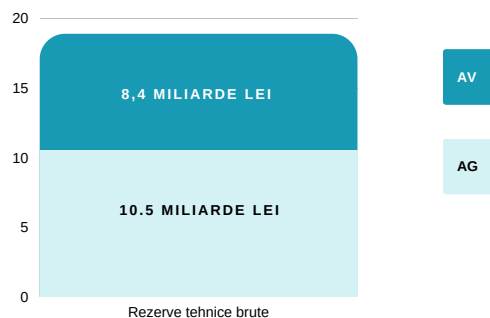 20
15
10
5
0
8,4 MILIARDE LEI
10.5 MILIARDE LEI
Rezerve tehnice brute
AV
AG